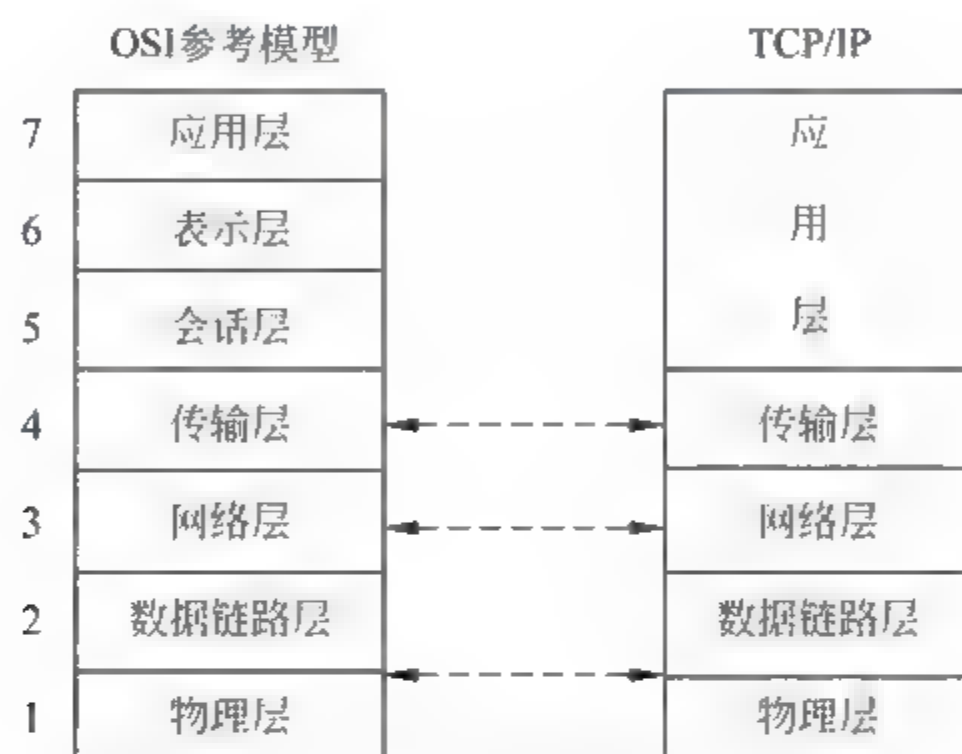 OSI参考模型 TCP/IP
7 应用层 应
6 表示层 用
5 会话层 层
4 传输层 传输层
3 网络层 网络层
2 数据链路层 数据链路层
1 物理层 物理层